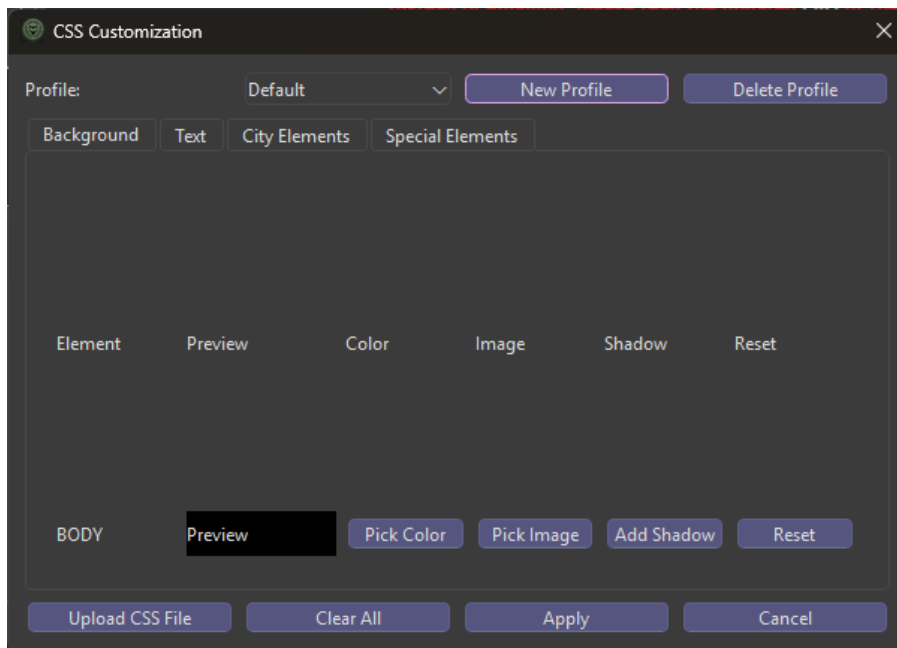 CSS Customization
Profile: Default New Profile Delete Profile
Background Text City Elements Special Elements
Element Preview Color Image Shadow Reset
BODY Preview Pick Color Pick Image Add Shadow Reset
Upload CSS File Clear All Apply Cancel